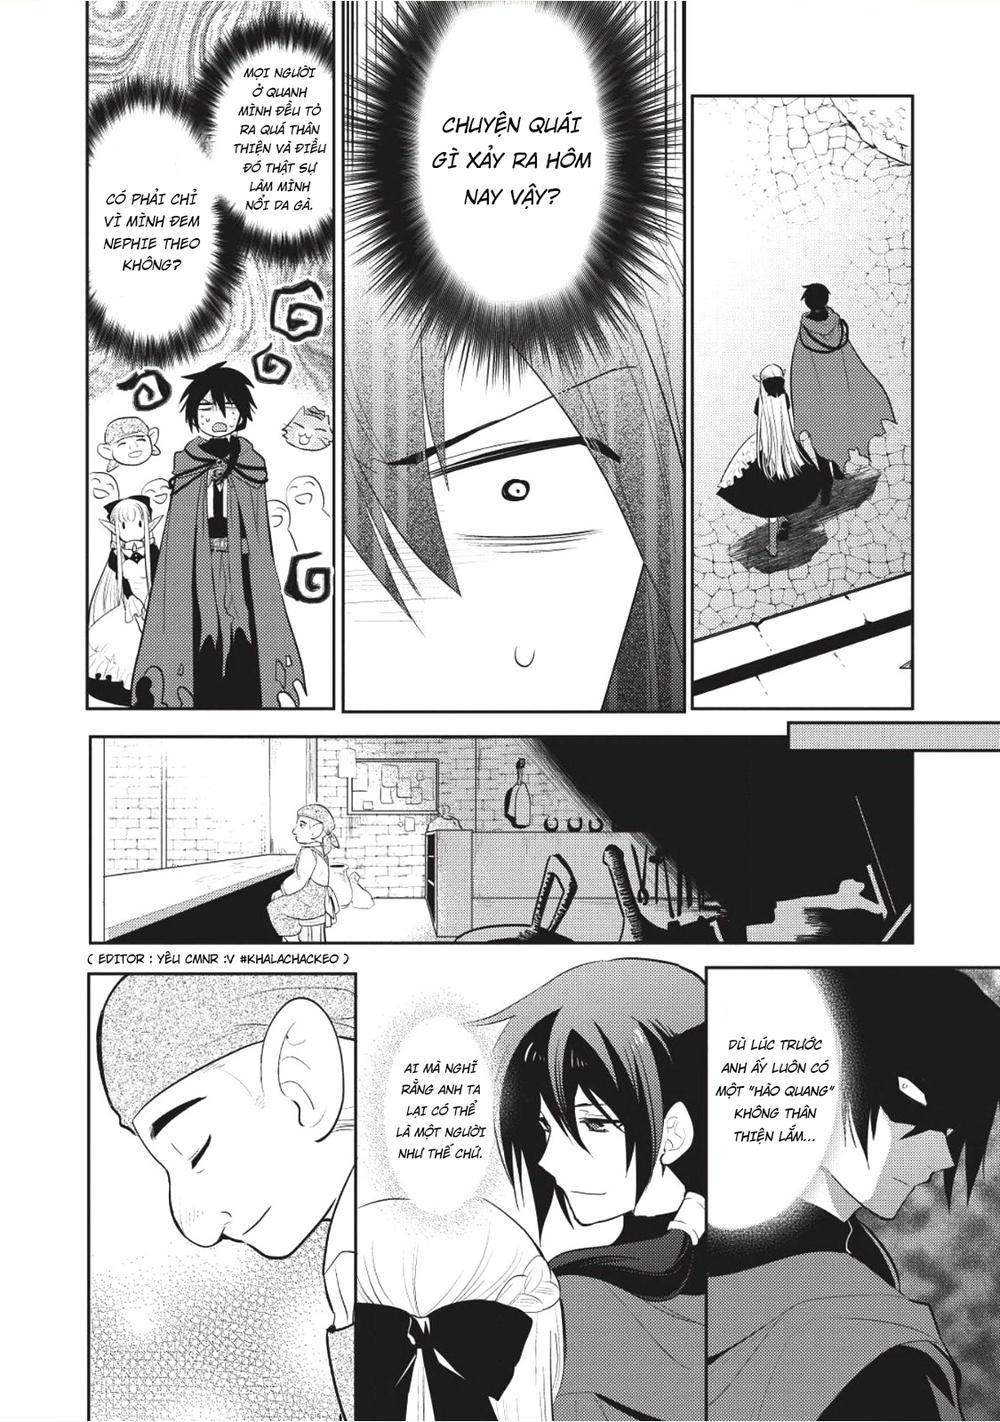 CHUYỆN QUÁI
GÌ XẢY RA HÔM
NAY VẬY?
MỌI NGƯỜI
Ở QUANH
MÌNH ĐỀU TỎ
RA QUÁ THÂN
THIỆN VÀ ĐIỀU
ĐÓ THẬT SỰ
LÀM MÌNH
NỔI DA GÀ.
CÓ PHẢI CHỈ
VÌ MÌNH ĐEM
NEPHIE THEO
KHÔNG?
( EDITOR : YÊU CMNR :V #KHALACHACKEO )
DÙ LÚC TRƯỚC
ANH ẤY LUÔN CÓ
MỘT "HÀO QUANG"
KHÔNG THÂN
THIỆN LẮM...
AI MÀ NGHĨ
RẰNG ANH TA
LẠI CÓ THỂ
LÀ MỘT NGƯỜI
NHƯ THẾ CHỨ.